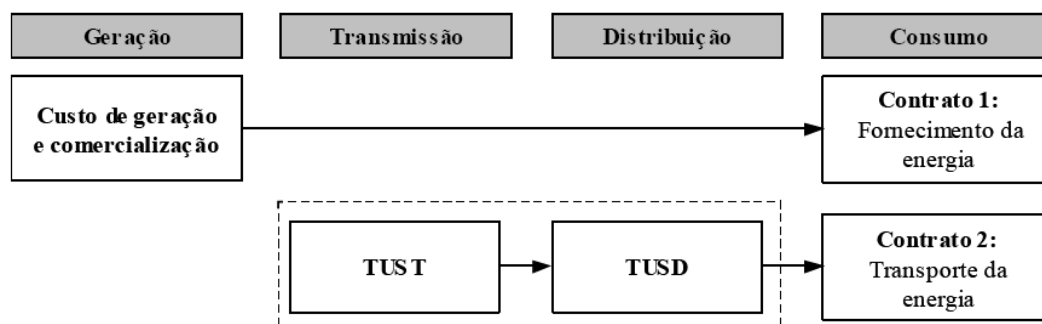 Geração
Transmissão
Distribuição
Consumo
Custo de geração
e comercialização
Contrato 1:
Fornecimento da
energia
TUST
TUSD
Contrato 2:
Transporte da
energia